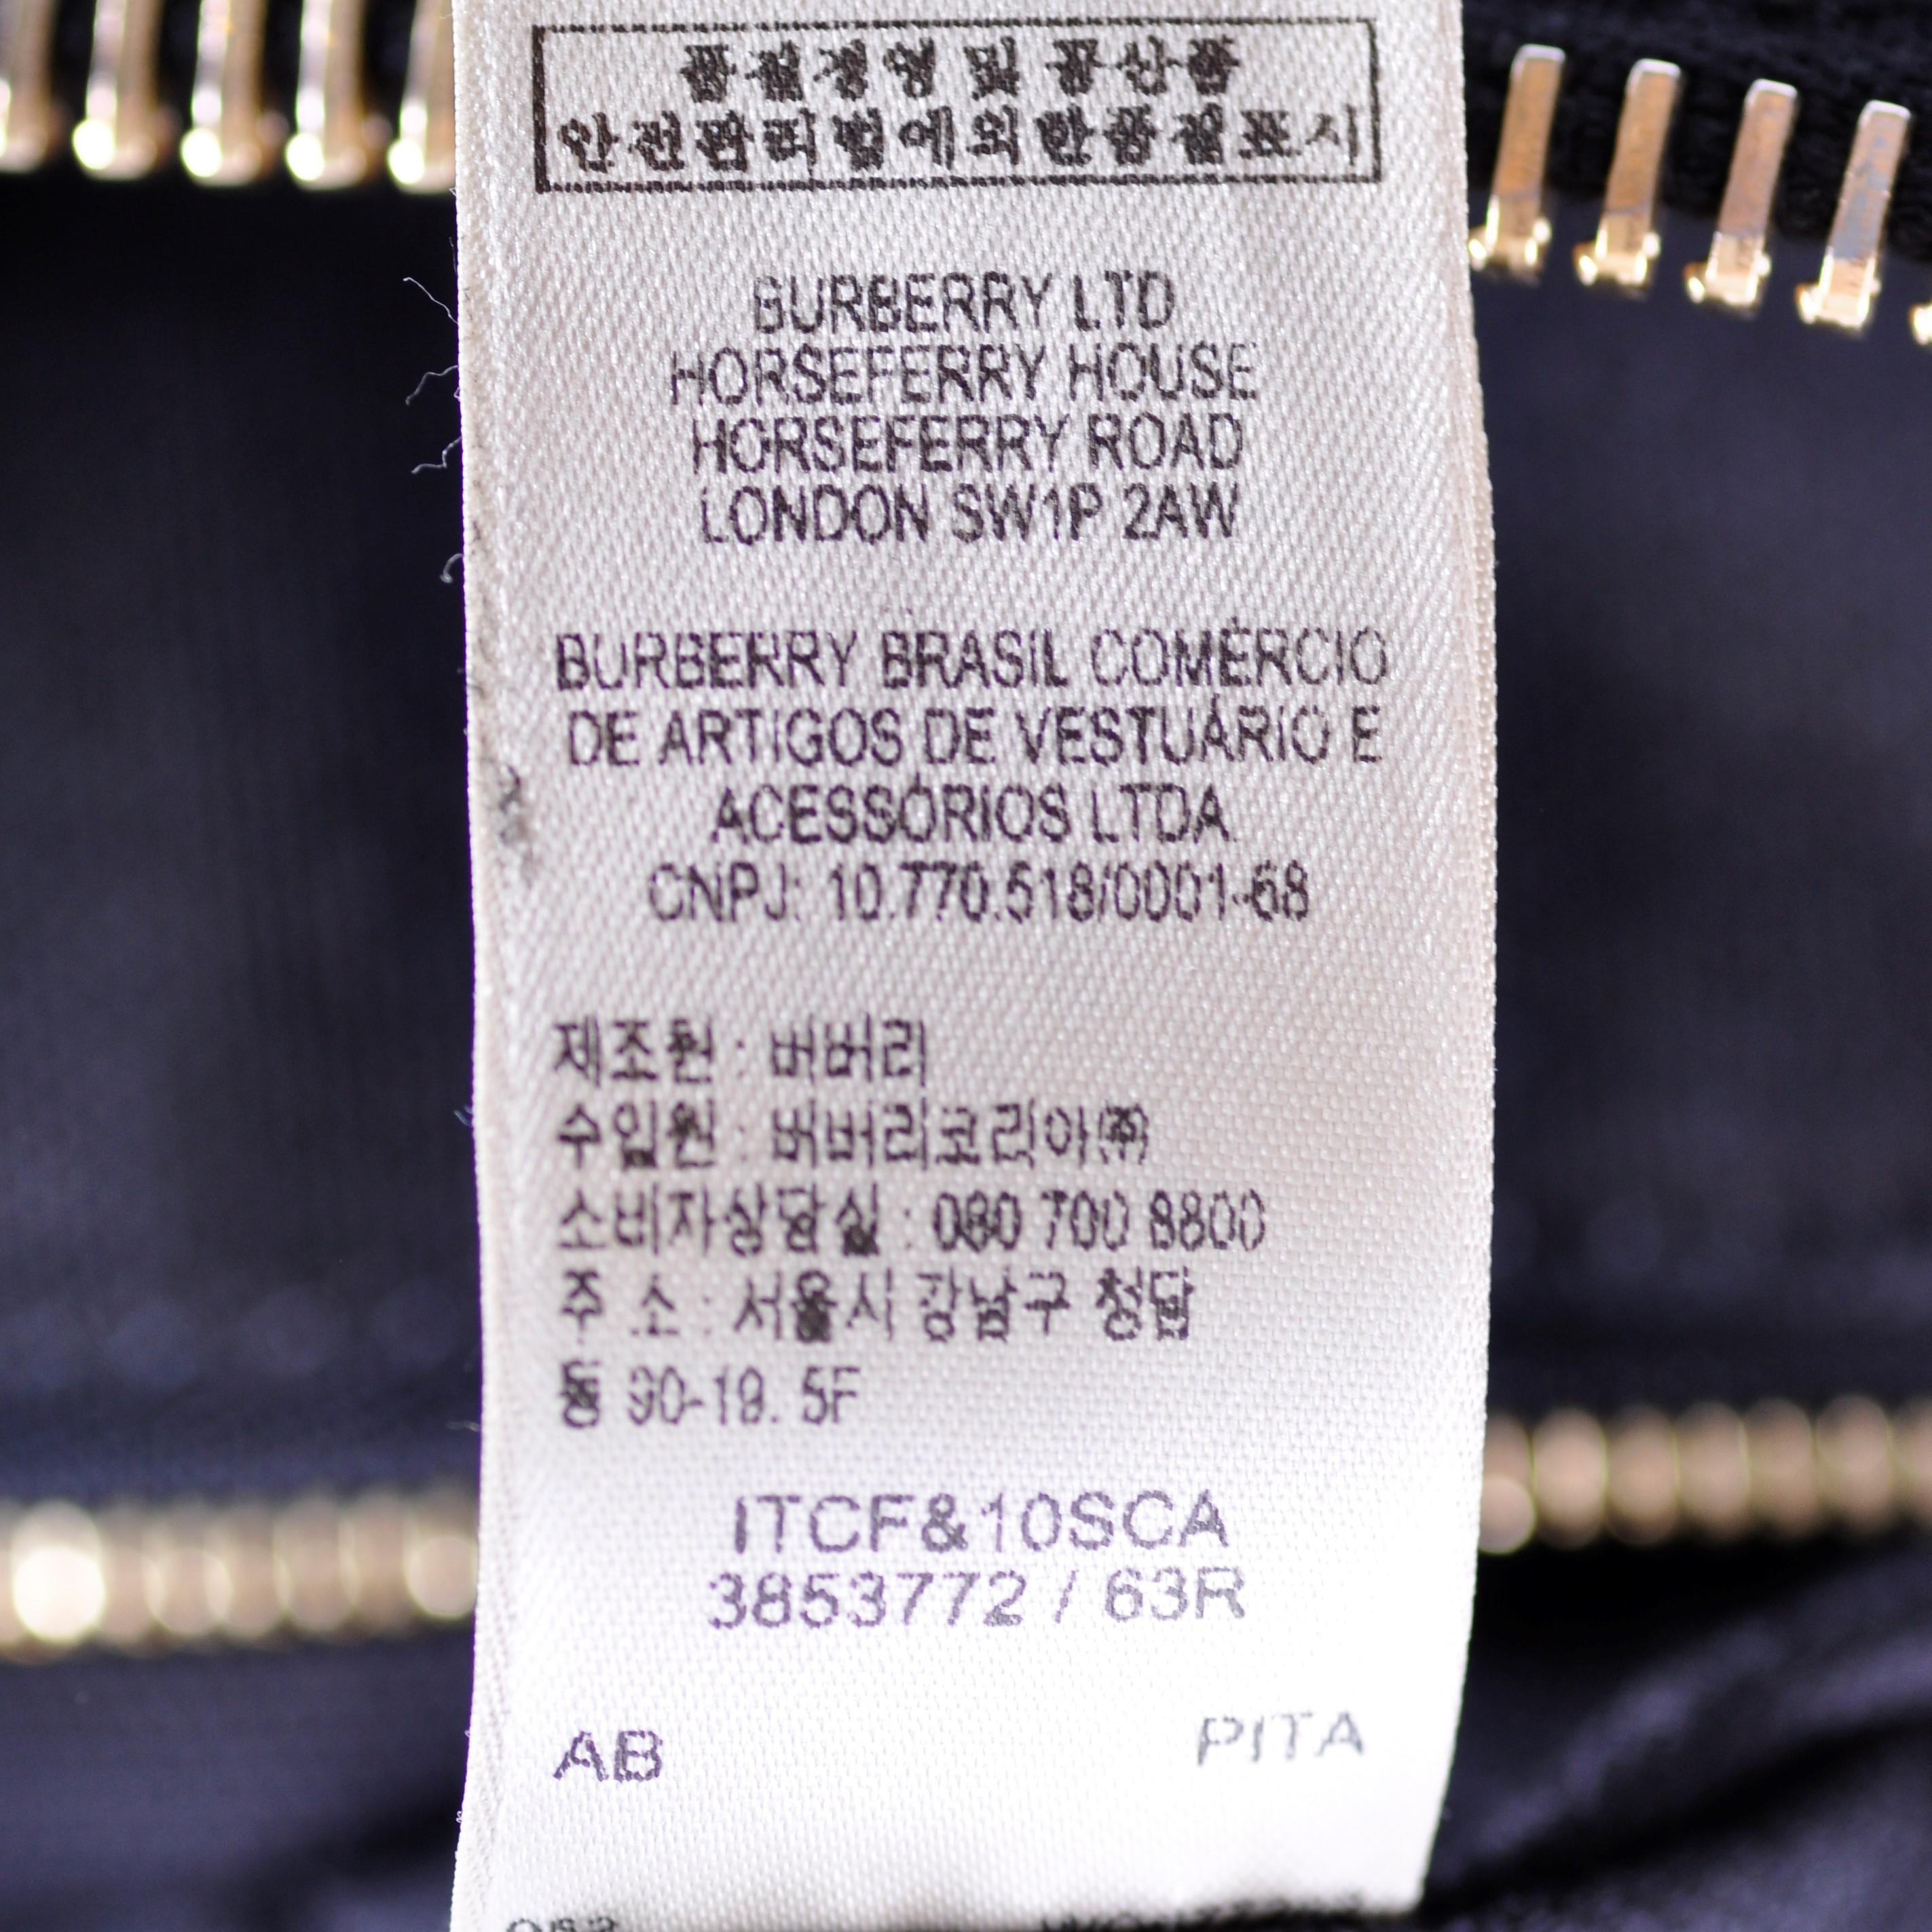 품질경영 및 공산품
안전관리법에의한품질표시
BURBERRY LTD
HORSEFERRY HOUSE
HORSEFERRY ROAD
LONDON SW1P 2AW
BURBERRY BRASIL COMÉRCIO
DE ARTIGOS DE VESTUÁRIO E
ACESSÓRIOS LTDA
CNPJ: 10.770.518/0001-68
제조원 : 버버리
수입원 : 버버리코리아㈜
소비자상담실 : 080 700 8800
주 소 : 서울시 강남구 청담
동 90-19. 5F
ITCF&10SCA
3853772 / 63R
AB PITA